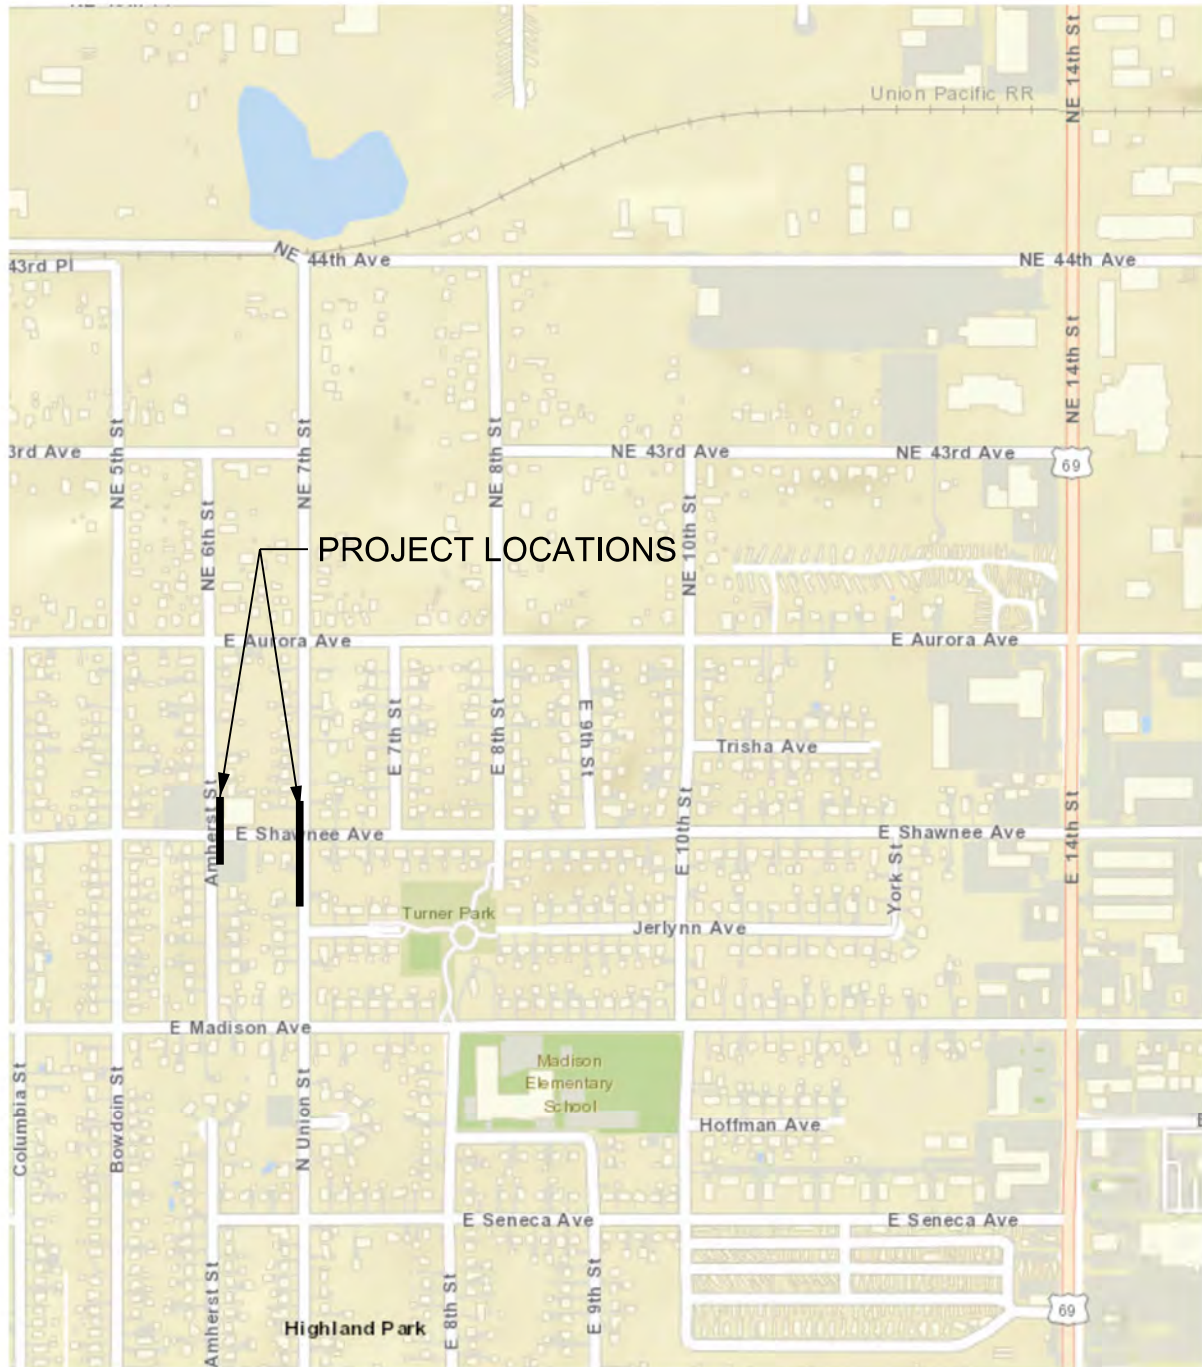 Union Pacific RR
NE 14th St
NE 44th Ave
NE 44th Ave
43rd Pl
NE 14th St
NE 5th St
NE 7th St
NE 8th St
3rd Ave
NE 43rd Ave
NE 43rd Ave
69
NE 6th St
NE 10th St
PROJECT LOCATIONS
E Aurora Ave
E Aurora Ave
E 7th St
E 8th St
E 9th St
Trisha Ave
Amherst St
E Shawnee Ave
E 10th St
E Shawnee Ave
E 14th St
York St
Turner Park
Jerlynn Ave
E Madison Ave
Columbia St
Bowdoin St
N Union St
Madison
Elementary
School
Hoffman Ave
E
E Seneca Ave
E Seneca Ave
Amherst St
E 8th St
E 9th St
69
Highland Park